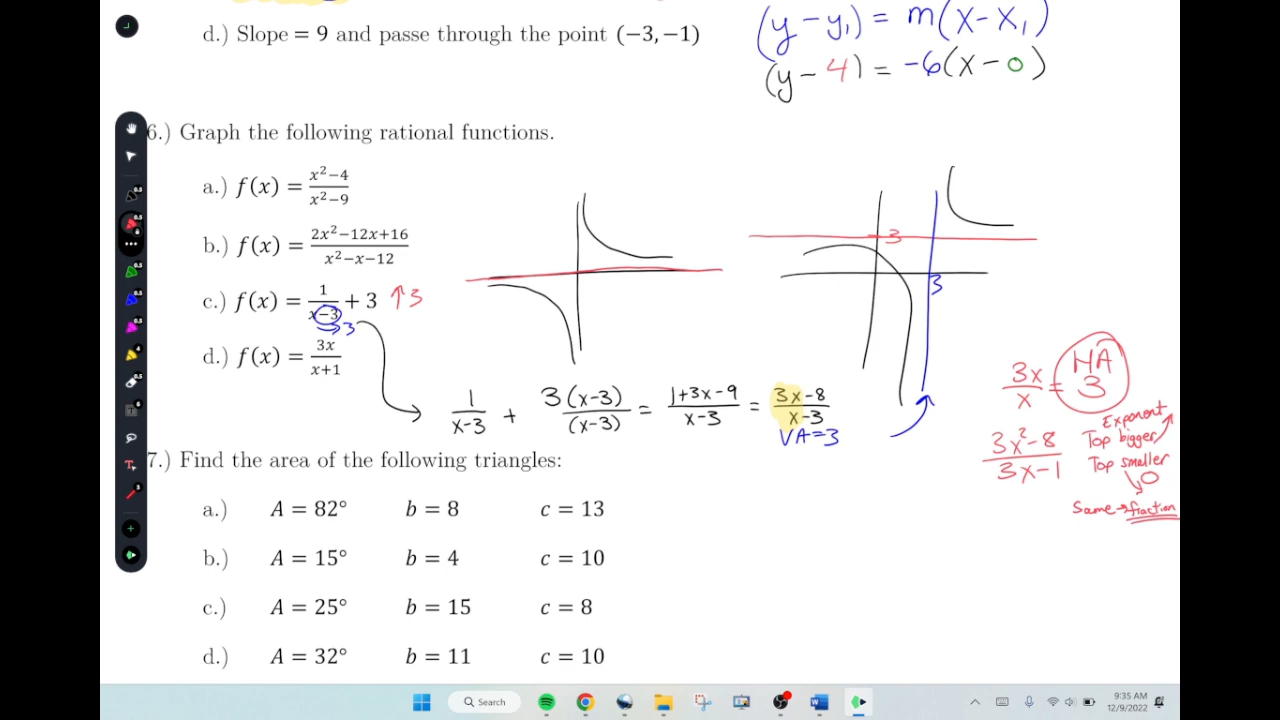 (y - y₁) = m(x - x₁)
d.) Slope = 9 and passe through the point (−3, −1)
(y - 4) = -6(x - 0)
6.) Graph the following rational functions.
a.) f(x) = (x² − 4)/(x² − 9)
b.) f(x) = (2x² − 12x + 16)/(x² − x − 12)
c.) f(x) = 1/(x − 3) + 3 ↑3
→3
3
3
d.) f(x) = 3x/(x + 1)
3x/x = HA 3
1/(x-3) + 3(x-3)/(x-3) = (1+3x-9)/(x-3) = (3x-8)/(x-3)
VA=3
(3x²-8)/(3x-1)
Exponent
Top bigger
Top smaller
→0
Same → fraction
7.) Find the area of the following triangles:
a.) A = 82° b = 8 c = 13
b.) A = 15° b = 4 c = 10
c.) A = 25° b = 15 c = 8
d.) A = 32° b = 11 c = 10
Search
9:35 AM
12/9/2022